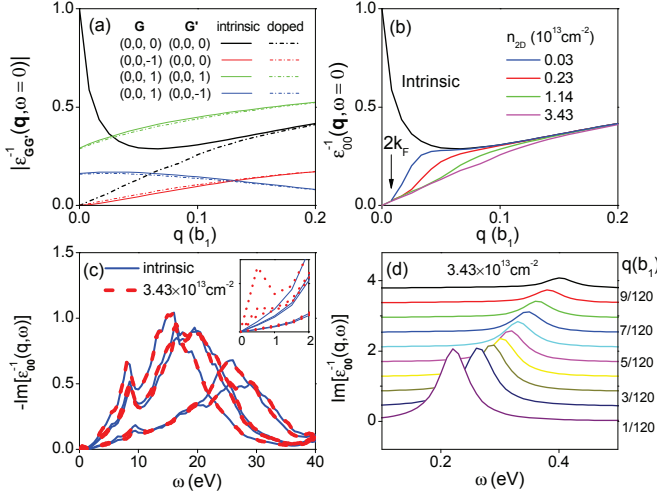 (a) G G' intrinsic doped
(0,0, 0) (0,0, 0)
(0,0,-1) (0,0, 0)
(0,0, 1) (0,0, 1)
(0,0, 1) (0,0,-1)
|ε⁻¹GG'(q,ω=0)|
1.0
0.5
0.0
0.0 0.1 0.2
q (b₁)
(b)
n2D (10¹³cm⁻²)
0.03
0.23
1.14
3.43
Intrinsic
2kF
ε⁻¹00(q,ω=0)
1.0
0.5
0.0
0.0 0.1 0.2
q (b₁)
(c) intrinsic
3.43×10¹³cm⁻²
0 1 2
-Im[ε⁻¹00(q,ω)]
1.5
1.0
0.5
0.0
0 10 20 30 40
ω (eV)
(d) 3.43×10¹³cm⁻² q(b₁)
9/120
7/120
5/120
3/120
1/120
Im[ε⁻¹00(q,ω)]
4
2
0
0.2 0.4
ω (eV)